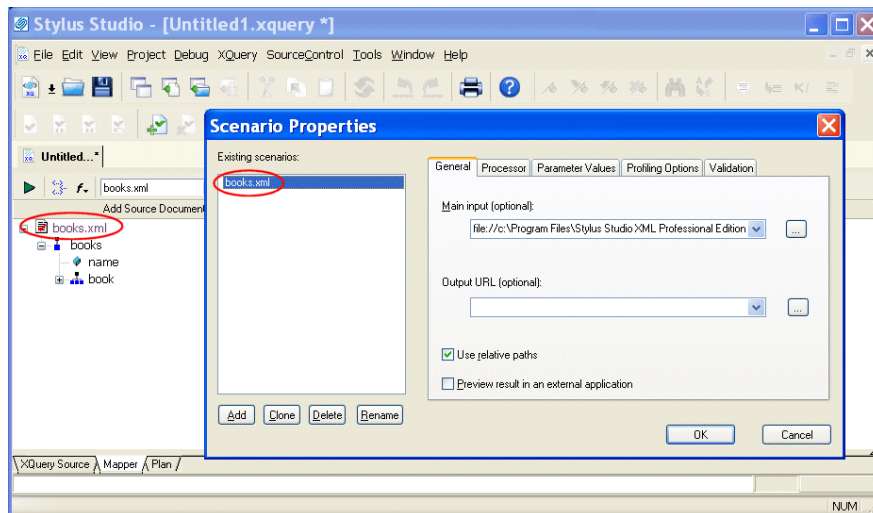 Stylus Studio - [Untitled1.xquery *]
File Edit View Project Debug XQuery SourceControl Tools Window Help
Untitled...*
books.xml
Add Source Document
books.xml
books
name
book
Scenario Properties
Existing scenarios:
books.xml
Add Clone Delete Rename
General Processor Parameter Values Profiling Options Validation
Main input (optional):
file://c:\Program Files\Stylus Studio XML Professional Edition
...
Output URL (optional):
...
Use relative paths
Preview result in an external application
OK Cancel
XQuery Source Mapper Plan
NUM